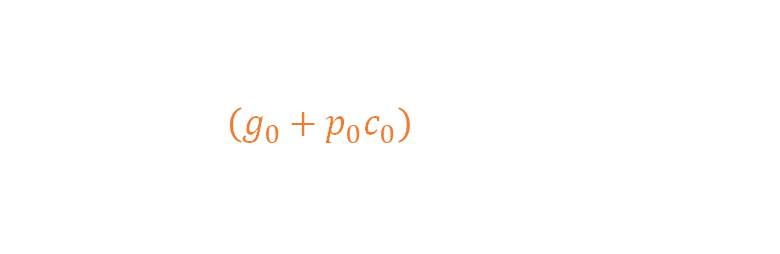 (g₀ + p₀c₀)